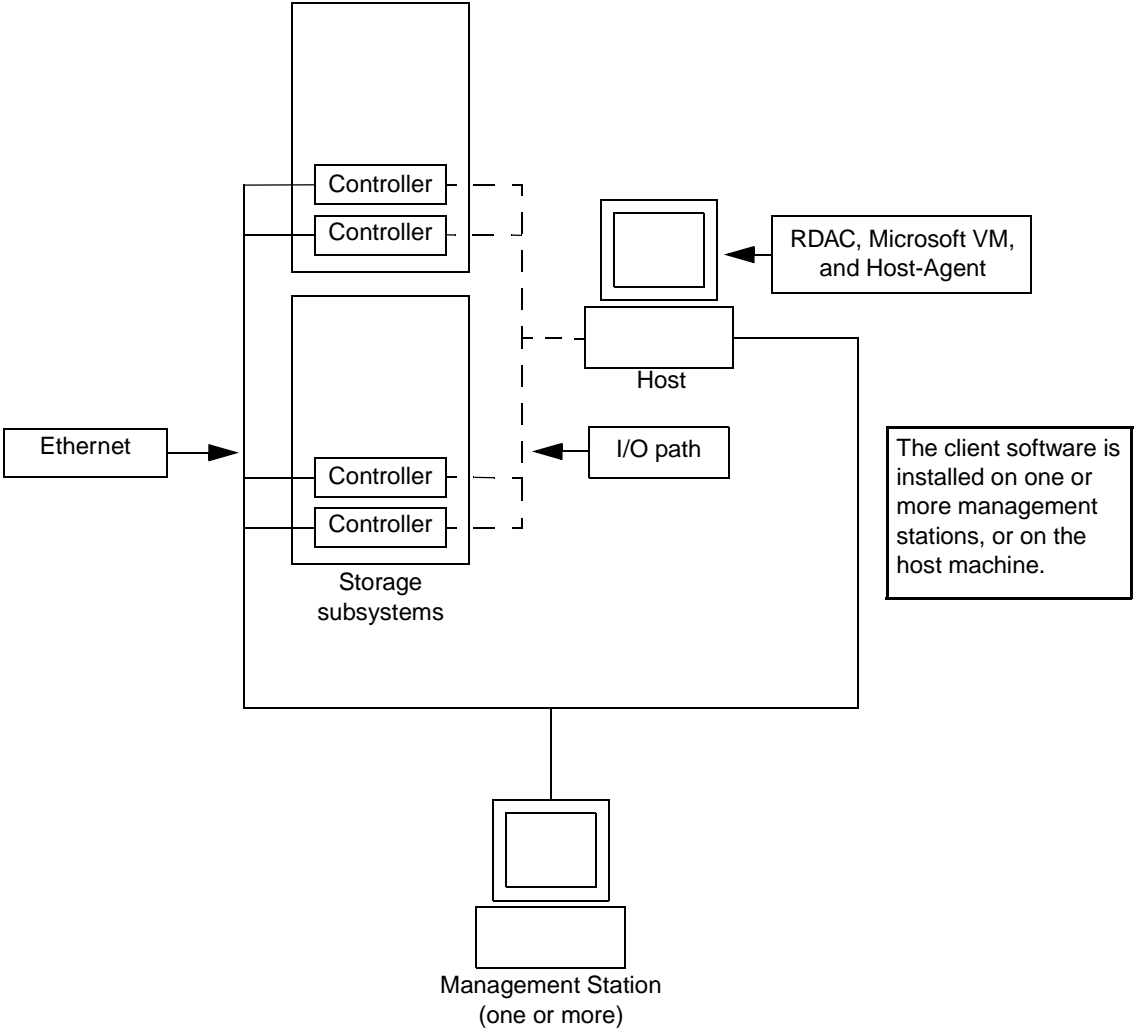 Controller
Controller
RDAC, Microsoft VM,
and Host-Agent
Host
Ethernet
I/O path
The client software is
installed on one or
more management
stations, or on the
host machine.
Controller
Controller
Storage
subsystems
Management Station
(one or more)